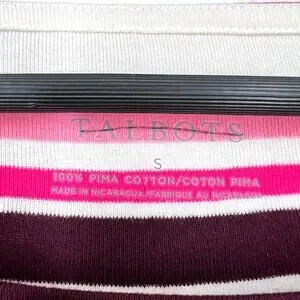 TALBOTS
S
100% PIMA COTTON/COTON PIMA
MADE IN NICARAGUA/FABRIQUÉ AU NICARAGUA